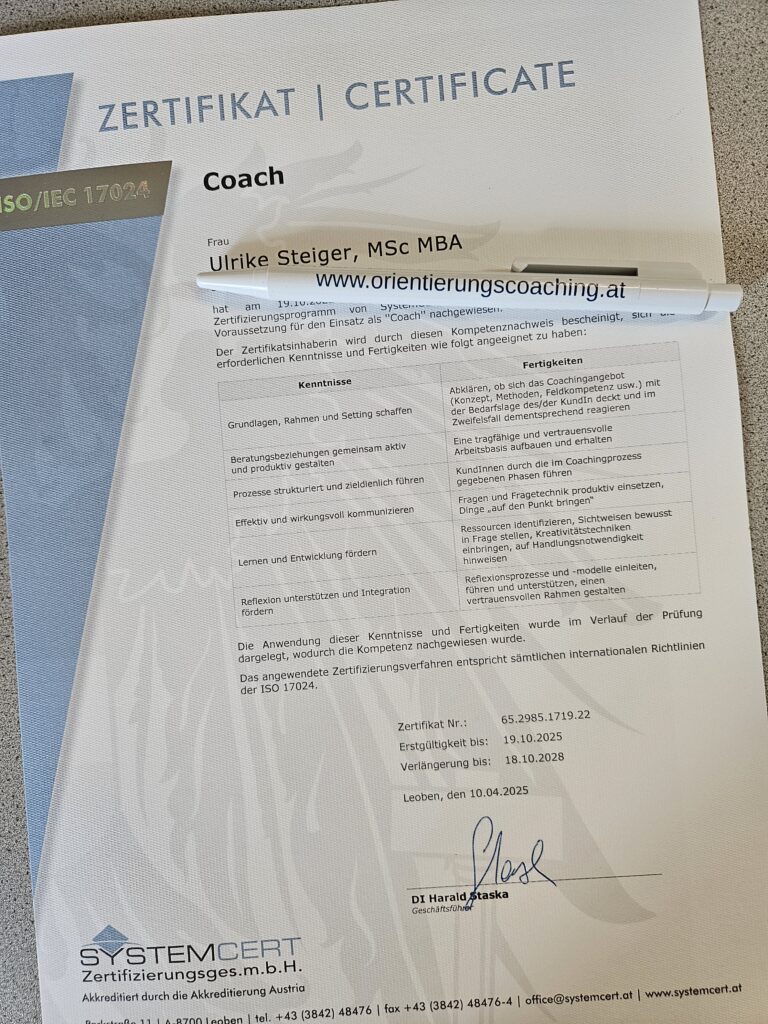 ZERTIFIKAT | CERTIFICATE
ISO/IEC 17024
Coach
Frau
Ulrike Steiger, MSc MBA
www.orientierungscoaching.at
hat am 19.10.
Zertifizierungsprogramm von
Voraussetzung für den Einsatz als "Coach" nachgewiesen.
Der Zertifikatsinhaberin wird durch diesen Kompetenznachweis bescheinigt, sich die
erforderlichen Kenntnisse und Fertigkeiten wie folgt angeeignet zu haben:
Kenntnisse
Fertigkeiten
Grundlagen, Rahmen und Setting schaffen
Abklären, ob sich das Coachingangebot
(Konzept, Methoden, Feldkompetenz usw.) mit
der Bedarfslage des/der KundIn deckt und im
Zweifelsfall dementsprechend reagieren
Beratungsbeziehungen gemeinsam aktiv
und produktiv gestalten
Eine tragfähige und vertrauensvolle
Arbeitsbasis aufbauen und erhalten
Prozesse strukturiert und zieldienlich führen
KundInnen durch die im Coachingprozess
gegebenen Phasen führen
Effektiv und wirkungsvoll kommunizieren
Fragen und Fragetechnik produktiv einsetzen,
Dinge „auf den Punkt bringen“
Lernen und Entwicklung fördern
Ressourcen identifizieren, Sichtweisen bewusst
in Frage stellen, Kreativitätstechniken
einbringen, auf Handlungsnotwendigkeit
hinweisen
Reflexion unterstützen und Integration
fördern
Reflexionsprozesse und -modelle einleiten,
führen und unterstützen, einen
vertrauensvollen Rahmen gestalten
Die Anwendung dieser Kenntnisse und Fertigkeiten wurde im Verlauf der Prüfung
dargelegt, wodurch die Kompetenz nachgewiesen wurde.
Das angewendete Zertifizierungsverfahren entspricht sämtlichen internationalen Richtlinien
der ISO 17024.
Zertifikat Nr.: 65.2985.1719.22
Erstgültigkeit bis: 19.10.2025
Verlängerung bis: 18.10.2028
Leoben, den 10.04.2025
DI Harald Staska
Geschäftsführer
SYSTEMCERT
Zertifizierungsges.m.b.H.
Akkreditiert durch die Akkreditierung Austria
Parkstraße 11 | A-8700 Leoben | tel. +43 (3842) 48476 | fax +43 (3842) 48476-4 | office@systemcert.at | www.systemcert.at